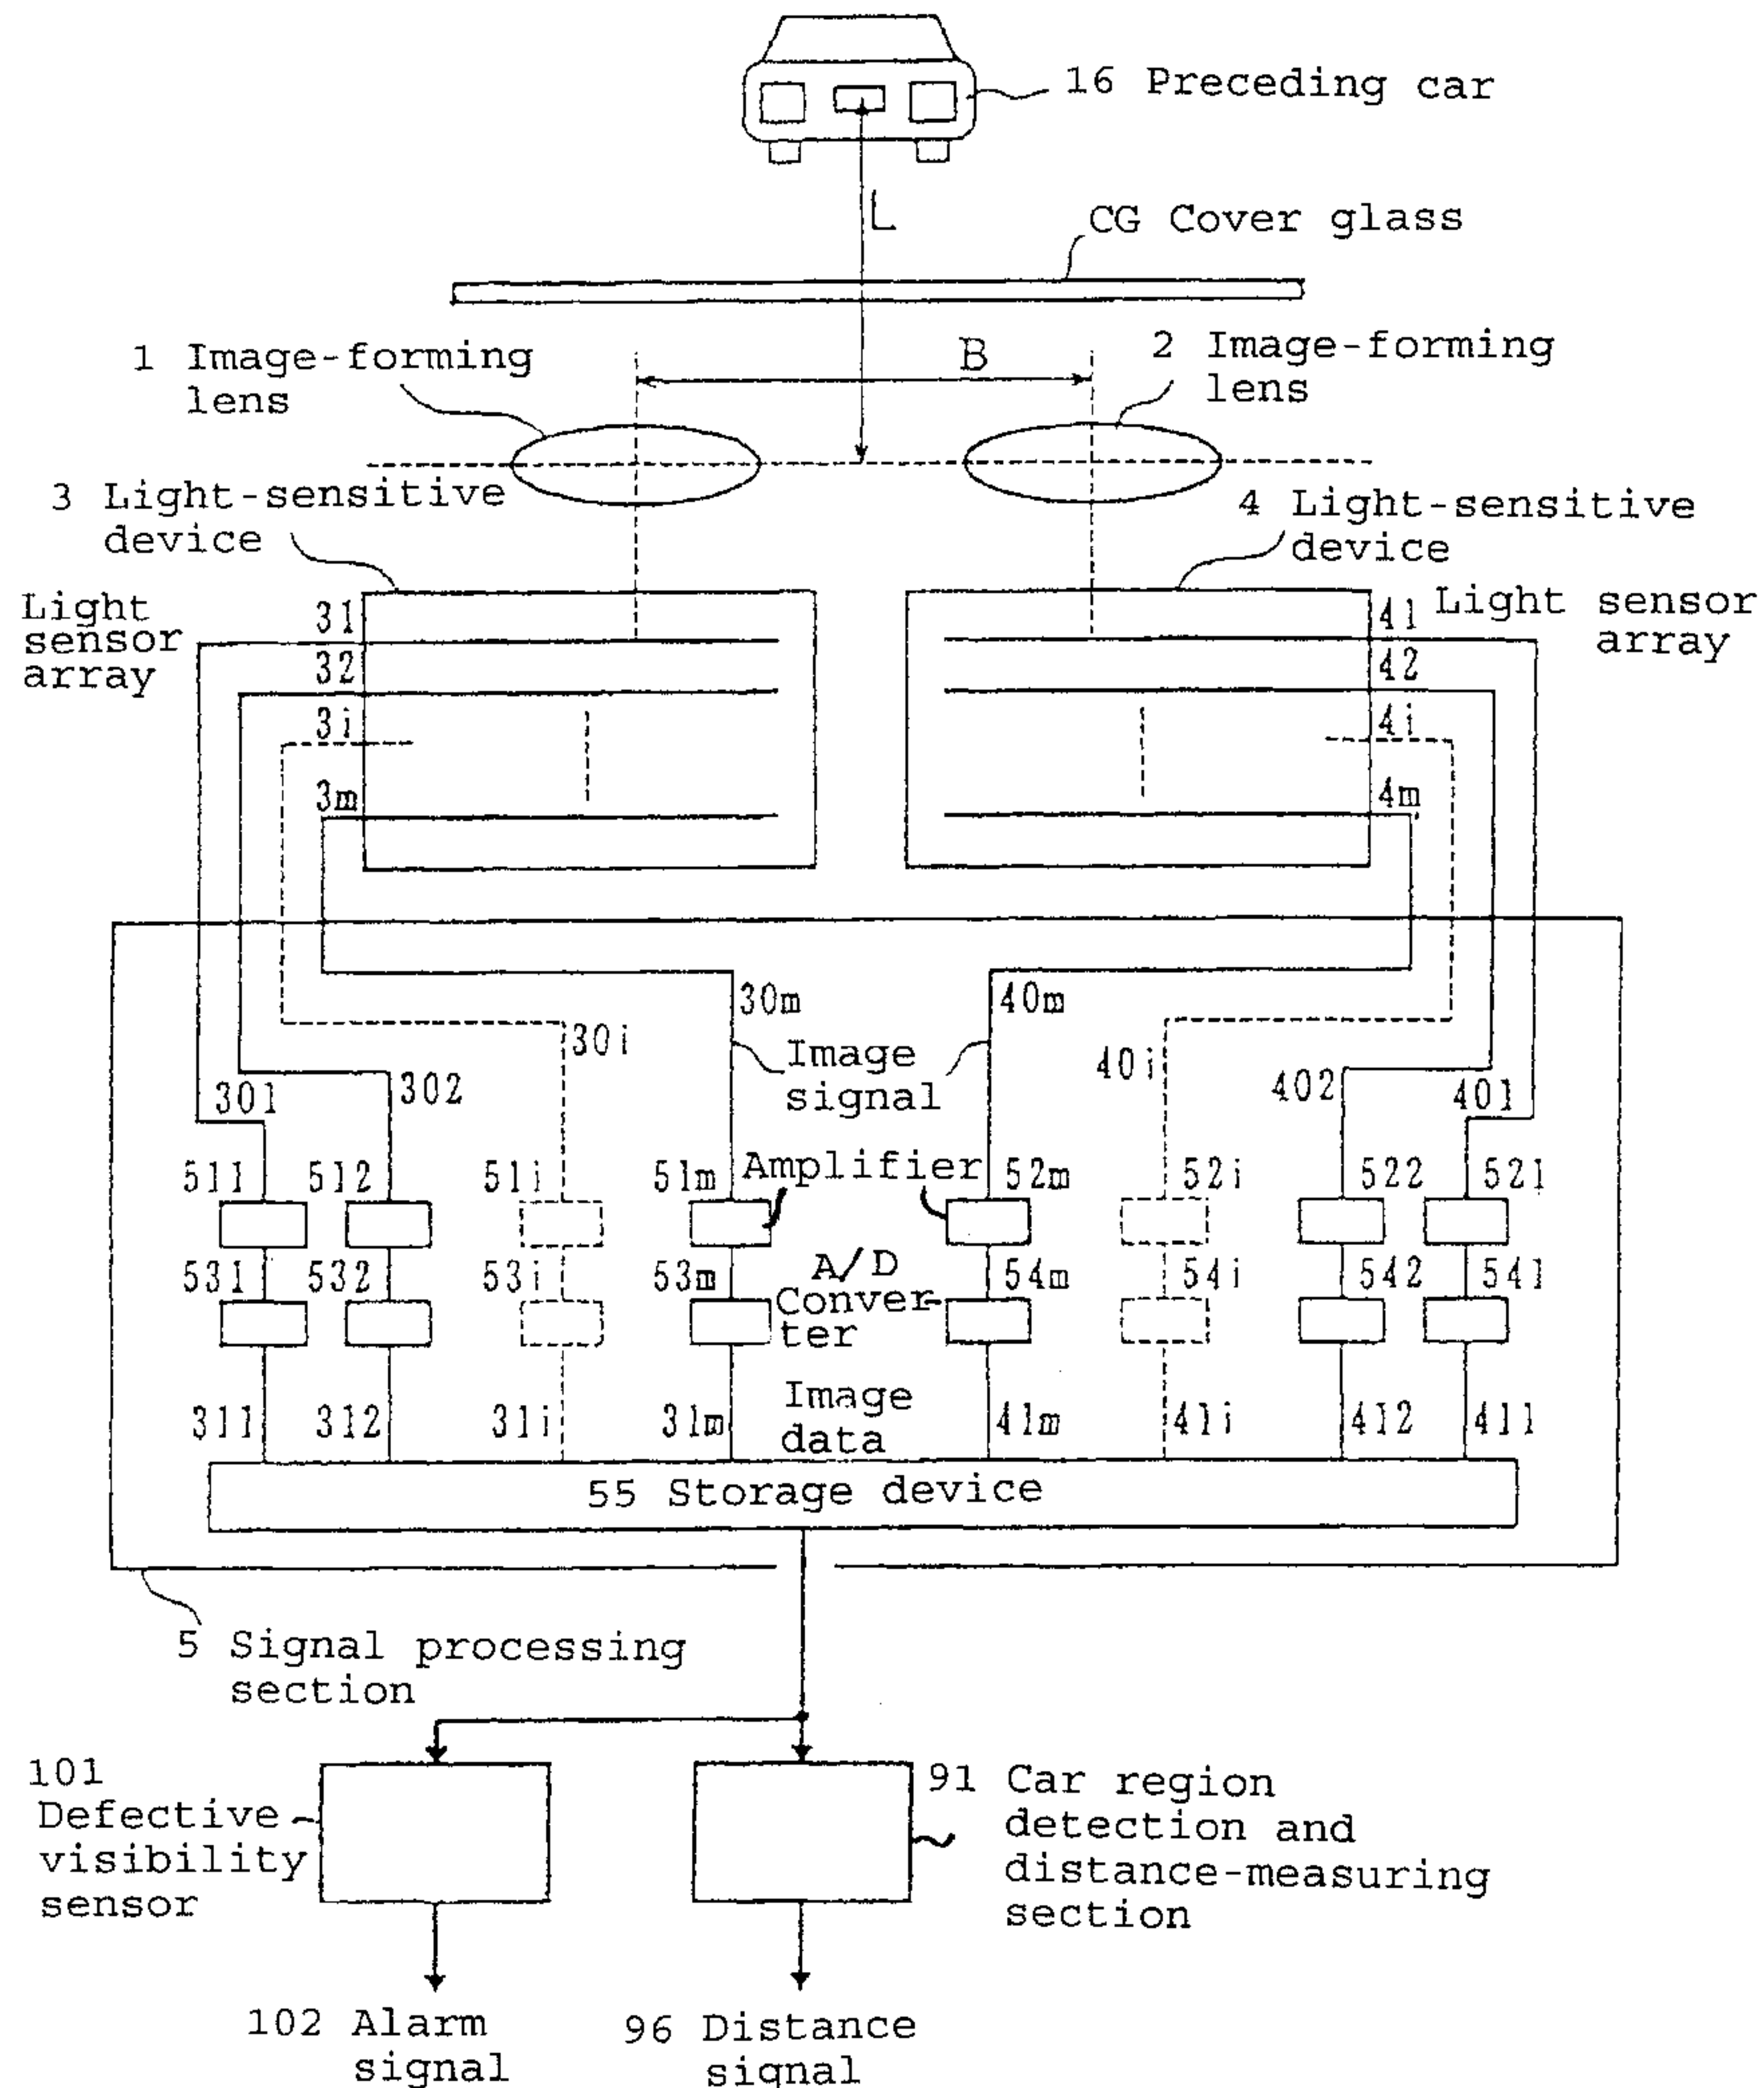 16 Preceding car
L
CG Cover glass
1 Image-forming
lens
B
2 Image-forming
lens
3 Light-sensitive
device
4 Light-sensitive
device
Light
sensor
array
31
32
3i
3m
41
42
4i
4m
Light sensor
array
30m
40m
30i
Image
signal
40i
301
302
402
401
511
512
51i
51m
Amplifier
52m
52i
522
521
531
532
53i
53m
A/D
Conver-
ter
54m
54i
542
541
311
312
31i
31m
Image
data
41m
41i
412
411
55 Storage device
5 Signal processing
section
101
Defective
visibility
sensor
91 Car region
detection and
distance-measuring
section
102 Alarm
signal
96 Distance
signal